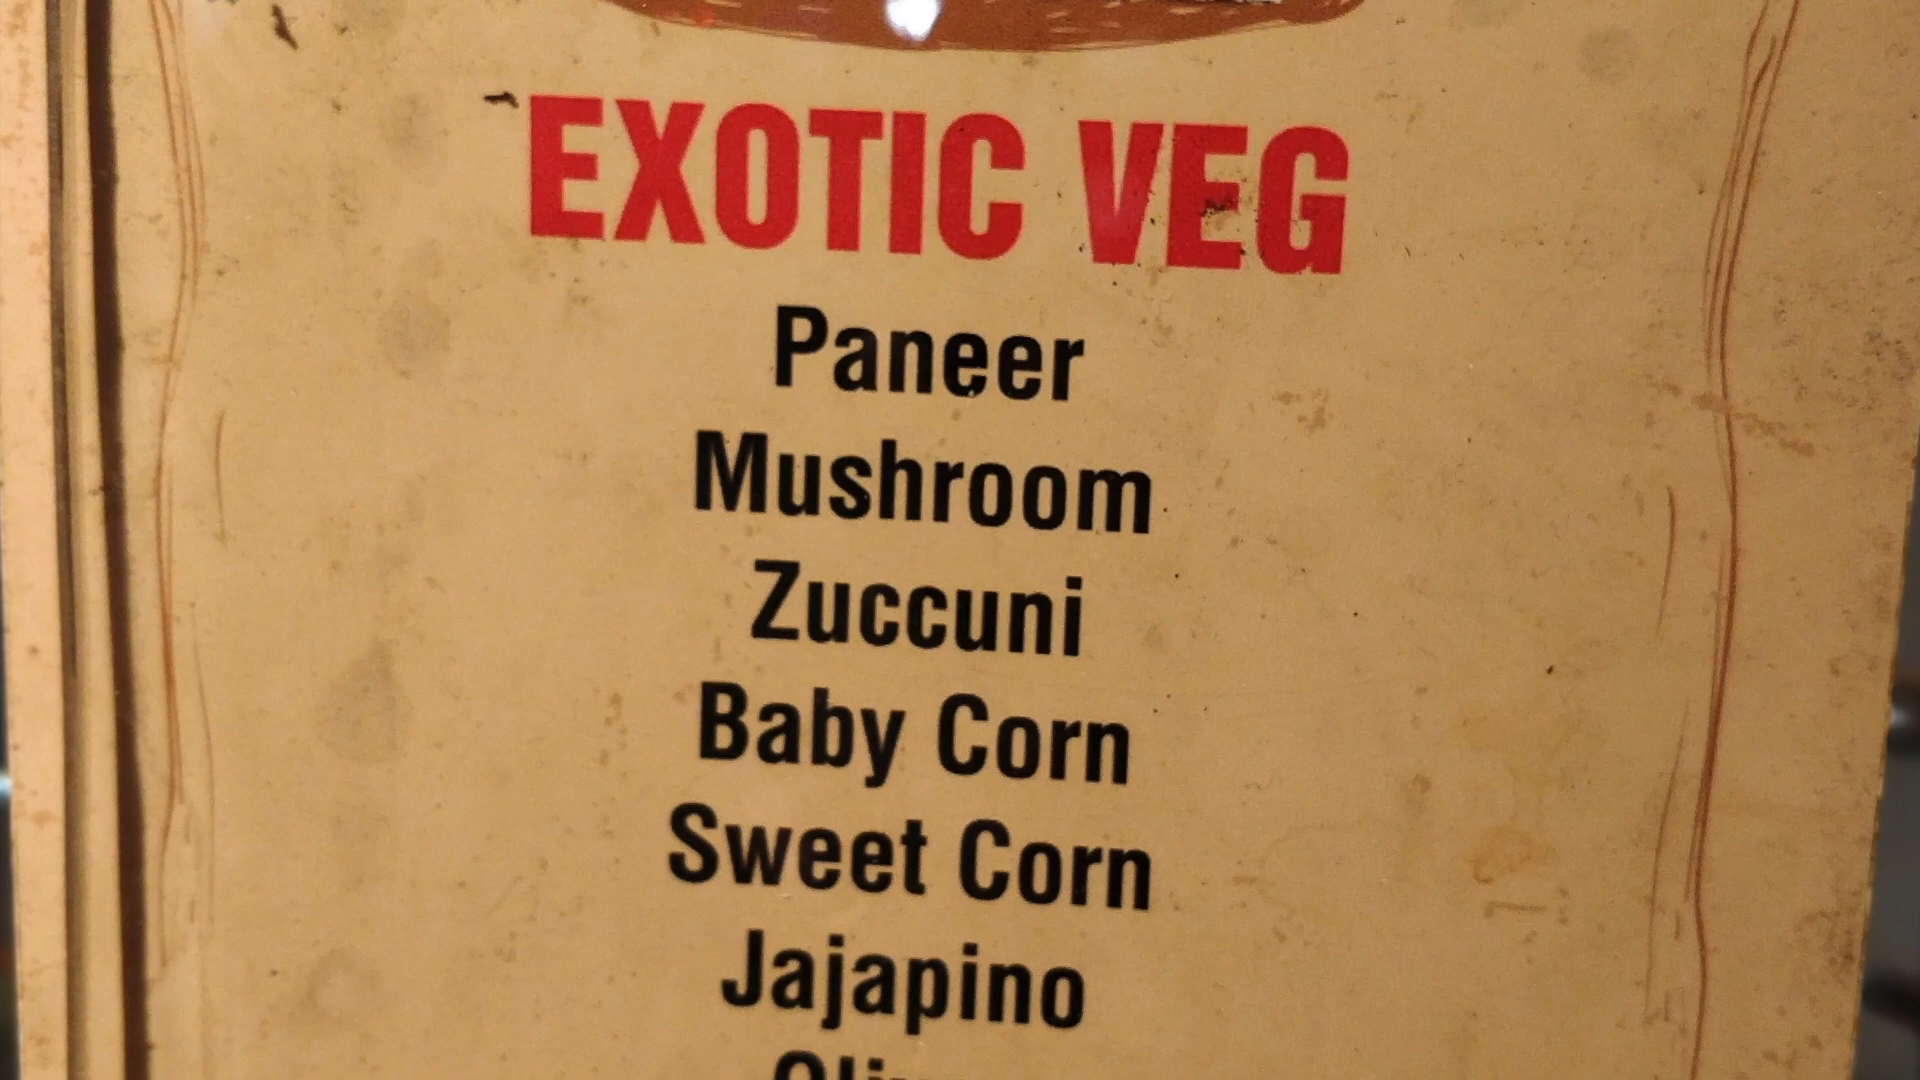 EXOTIC VEG
Paneer
Mushroom
Zuccuni
Baby Corn
Sweet Corn
Jajapino